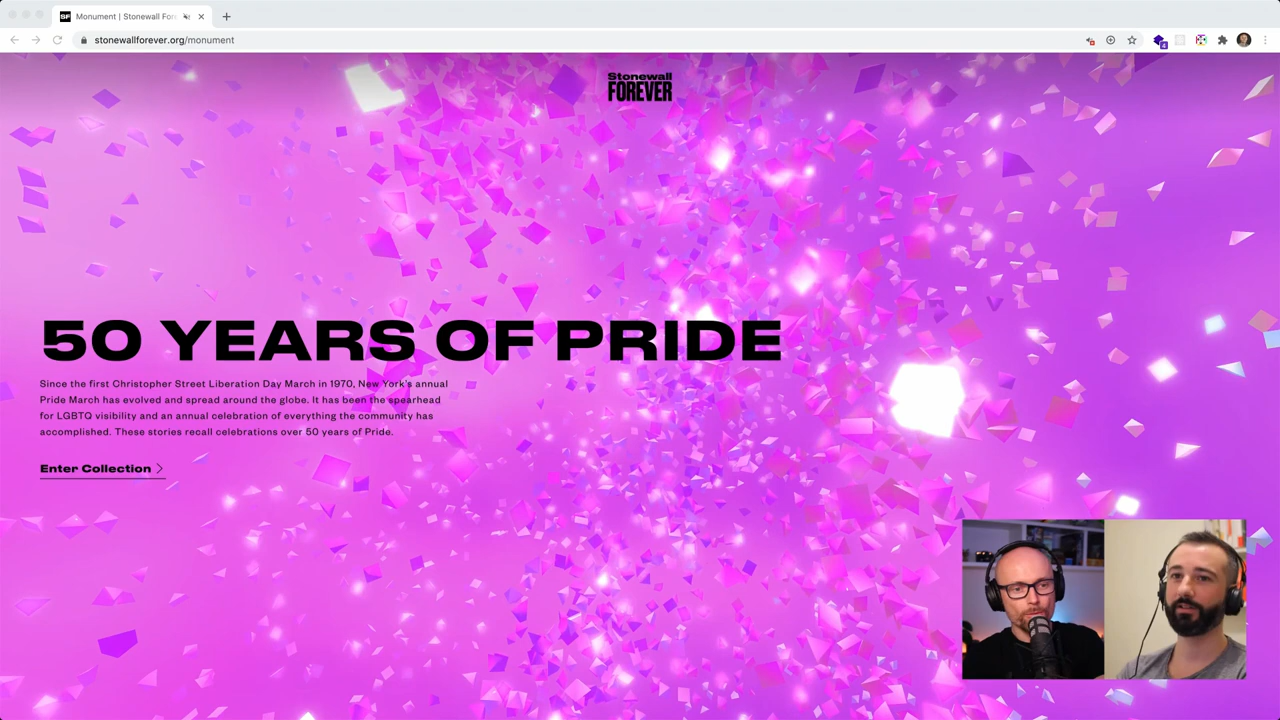 SF
Monument | Stonewall For
stonewallforever.org/monument
4
Stonewall
FOREVER
50 YEARS OF PRIDE
Since the first Christopher Street Liberation Day March in 1970, New York's annual
Pride March has evolved and spread around the globe. It has been the spearhead
for LGBTQ visibility and an annual celebration of everything the community has
accomplished. These stories recall celebrations over 50 years of Pride.
Enter Collection